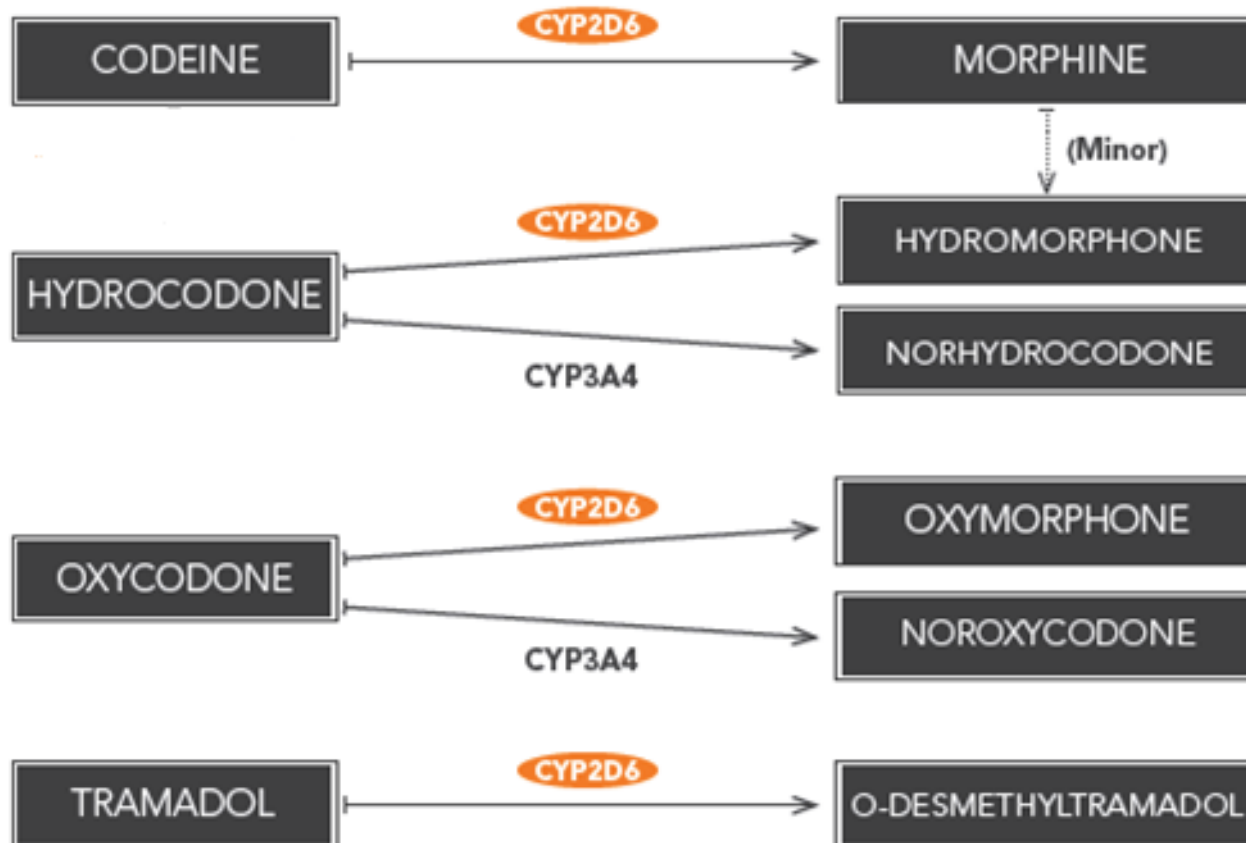 CYP2D6
CODEINE
MORPHINE
(Minor)
CYP2D6
HYDROMORPHONE
HYDROCODONE
NORHYDROCODONE
CYP3A4
CYP2D6
OXYMORPHONE
OXYCODONE
NOROXYCODONE
CYP3A4
CYP2D6
TRAMADOL
O-DESMETHYLTRAMADOL